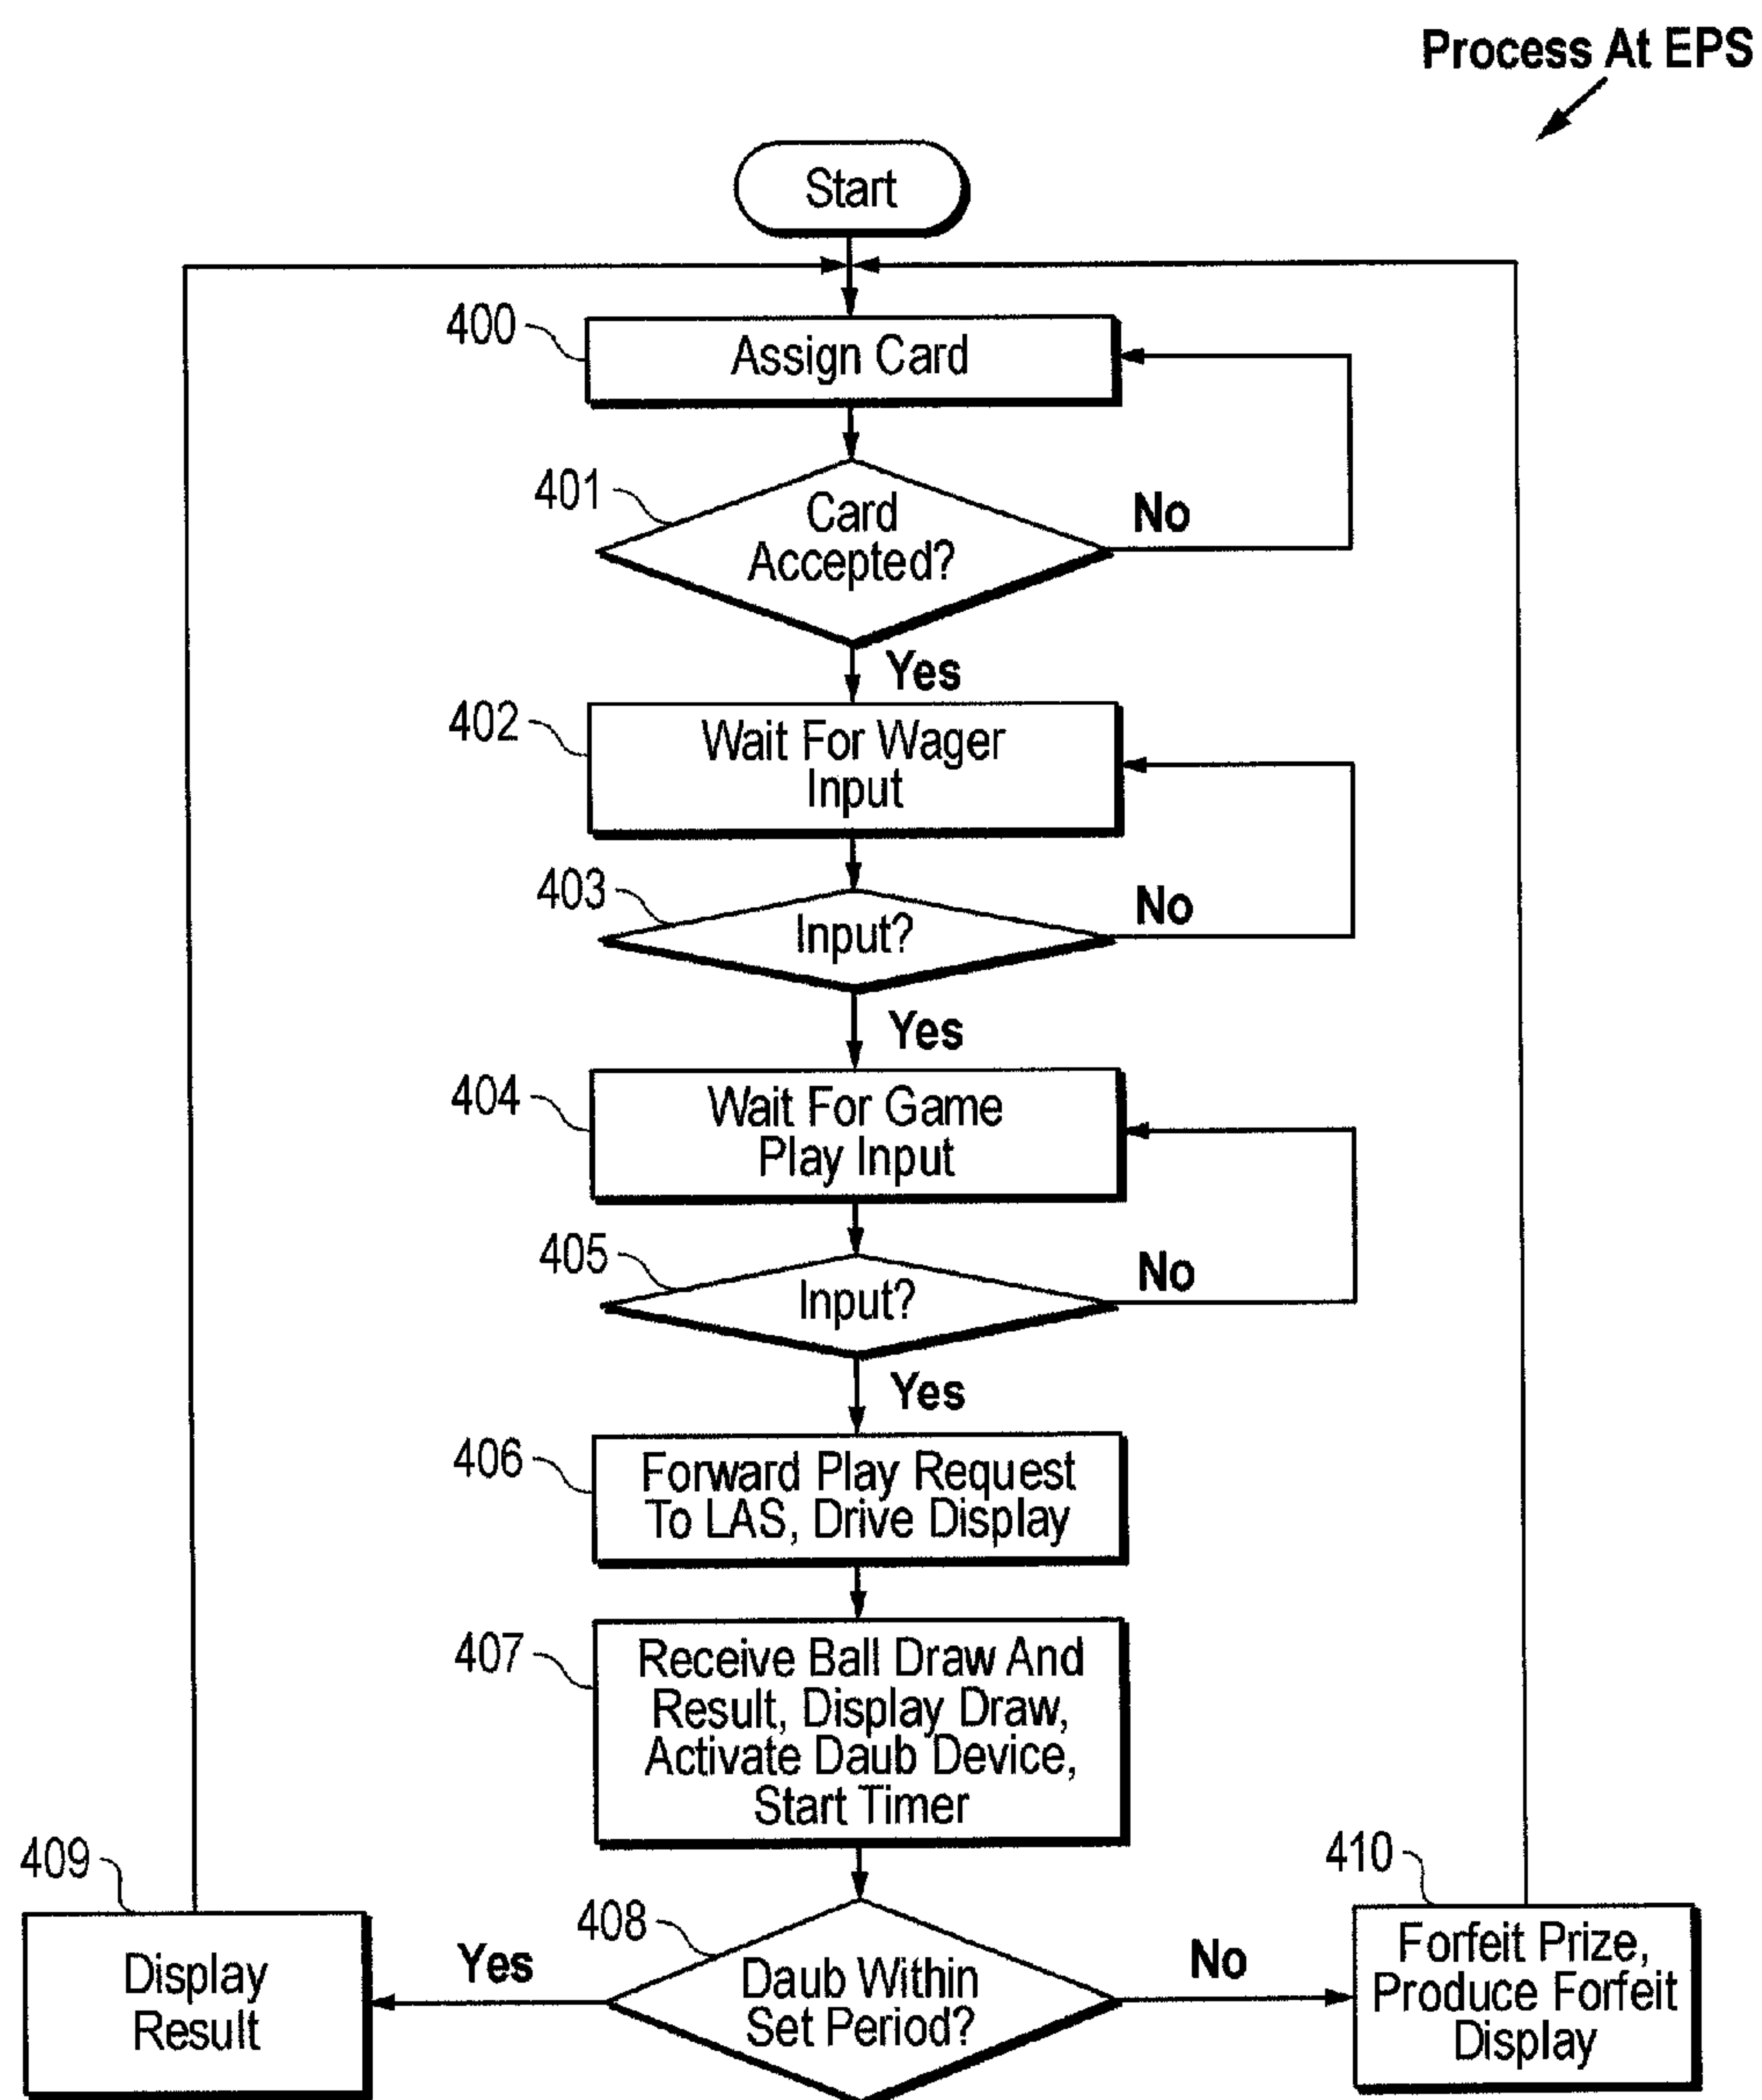 Process At EPS
Start
400
Assign Card
401
Card
Accepted?
No
Yes
402
Wait For Wager
Input
403
Input?
No
Yes
404
Wait For Game
Play Input
405
Input?
No
Yes
406
Forward Play Request
To LAS, Drive Display
407
Receive Ball Draw And
Result, Display Draw,
Activate Daub Device,
Start Timer
408
Daub Within
Set Period?
Yes
No
409
Display
Result
410
Forfeit Prize,
Produce Forfeit
Display